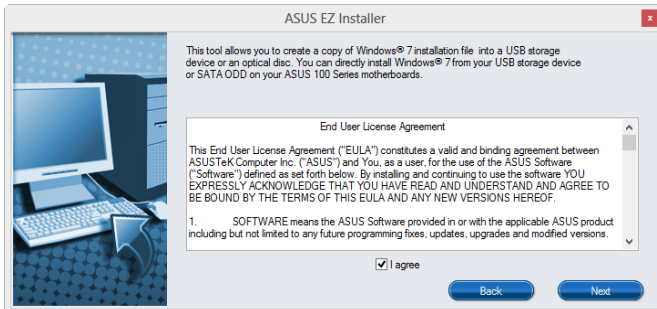 ASUS EZ Installer
x
This tool allows you to create a copy of Windows® 7 installation file into a USB storage
device or an optical disc. You can directly install Windows® 7 from your USB storage device
or SATA ODD on your ASUS 100 Series motherboards.
End User License Agreement
This End User License Agreement ("EULA") constitutes a valid and binding agreement between
ASUSTeK Computer Inc. ("ASUS") and You, as a user, for the use of the ASUS Software
("Software") defined as set forth below. By installing and continuing to use the software YOU
EXPRESSLY ACKNOWLEDGE THAT YOU HAVE READ AND UNDERSTAND AND AGREE TO
BE BOUND BY THE TERMS OF THIS EULA AND ANY NEW VERSIONS HEREOF.
1. SOFTWARE means the ASUS Software provided in or with the applicable ASUS product
including but not limited to any future programming fixes, updates, upgrades and modified versions.
I agree
Back Next